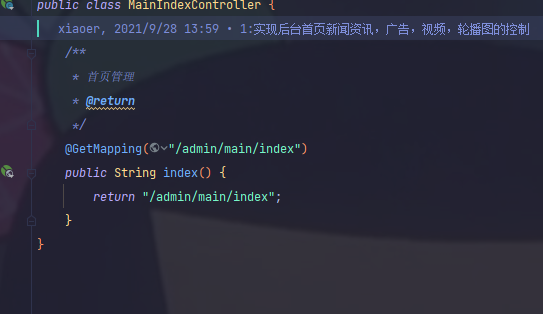 public class MainIndexController {
xiaoer, 2021/9/28 13:59 • 1:实现后台首页新闻资讯，广告，视频，轮播图的控制
/**
* 首页管理
* @return
*/
@GetMapping("/admin/main/index")
public String index() {
return "/admin/main/index";
}
}